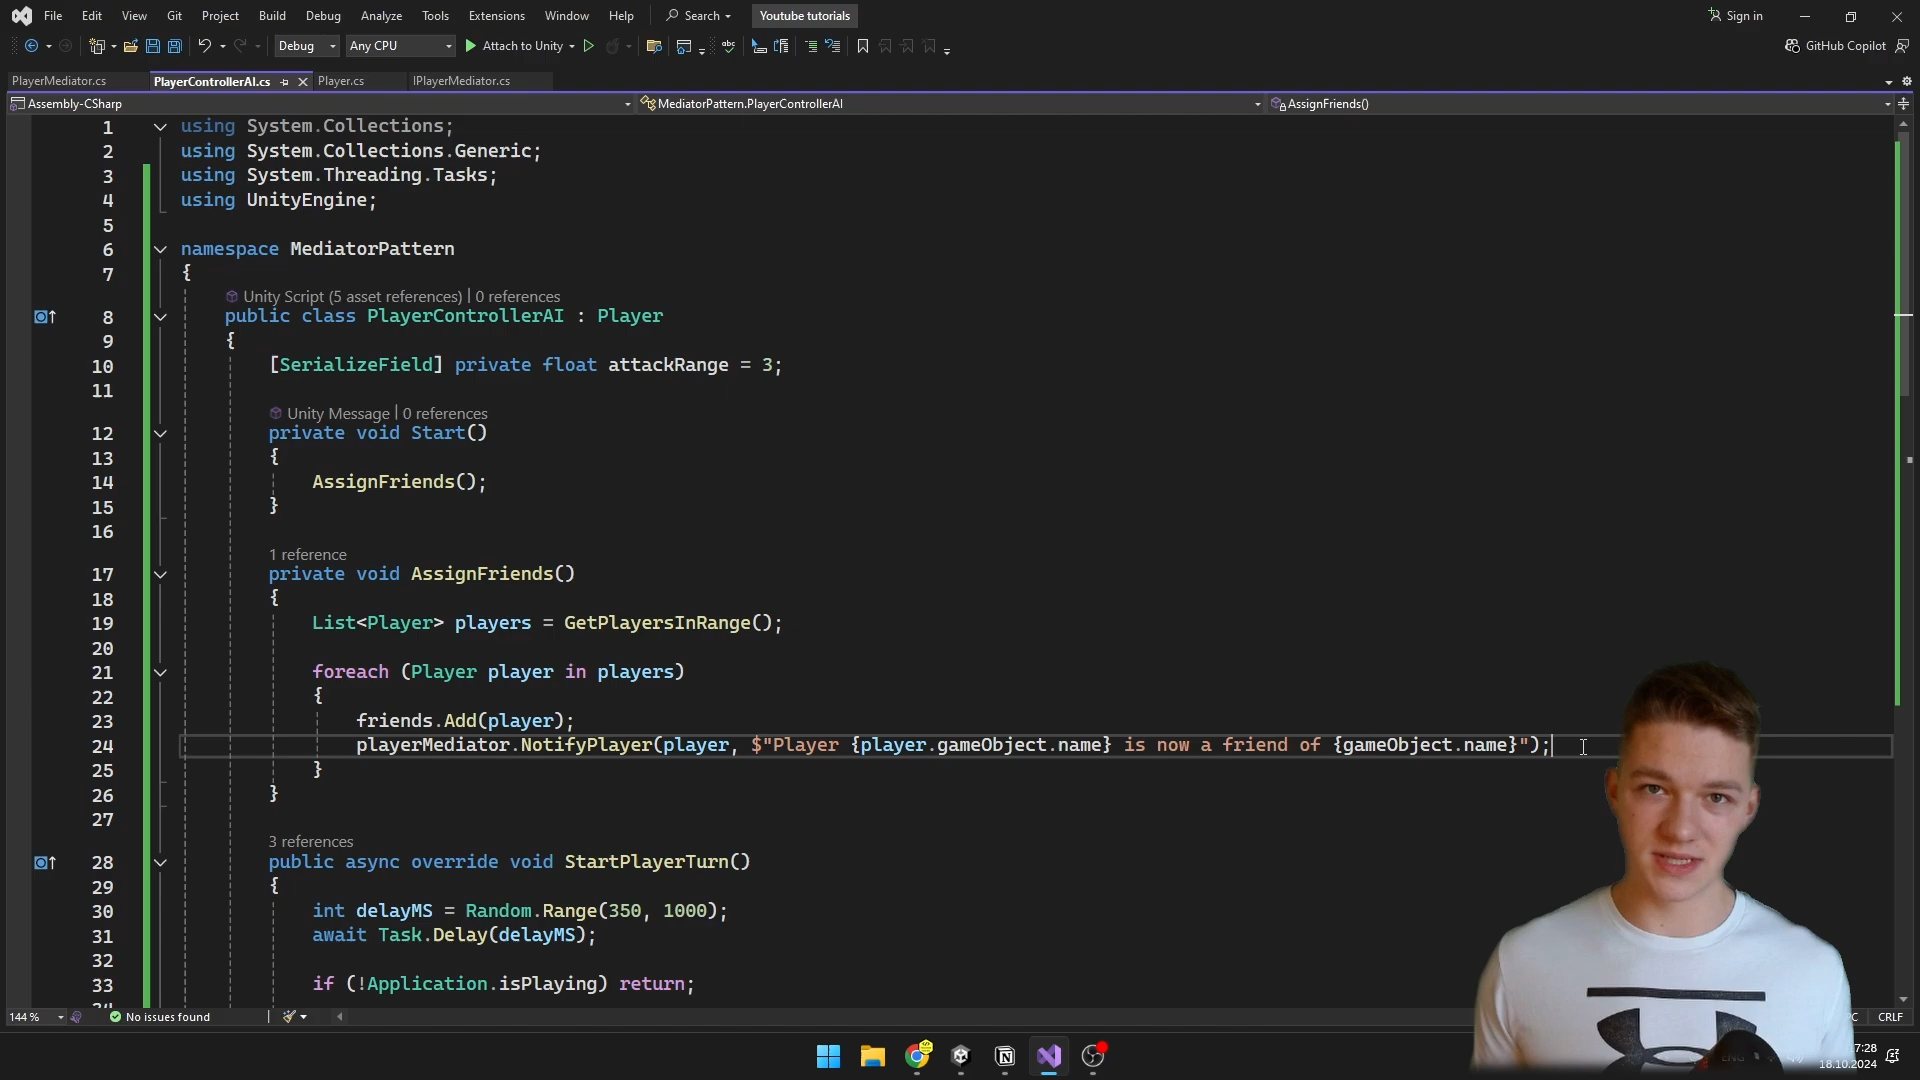 File Edit View Git Project Build Debug Analyze Tools Extensions Window Help Search Youtube tutorials Sign in
Debug Any CPU Attach to Unity GitHub Copilot
PlayerMediator.cs PlayerControllerAI.cs Player.cs IPlayerMediator.cs
Assembly-CSharp MediatorPattern.PlayerControllerAI AssignFriends()
1 using System.Collections;
2 using System.Collections.Generic;
3 using System.Threading.Tasks;
4 using UnityEngine;
5
6 namespace MediatorPattern
7 {
Unity Script (5 asset references) | 0 references
8 public class PlayerControllerAI : Player
9 {
10 [SerializeField] private float attackRange = 3;
11
Unity Message | 0 references
12 private void Start()
13 {
14 AssignFriends();
15 }
16
1 reference
17 private void AssignFriends()
18 {
19 List<Player> players = GetPlayersInRange();
20
21 foreach (Player player in players)
22 {
23 friends.Add(player);
24 playerMediator.NotifyPlayer(player, $"Player {player.gameObject.name} is now a friend of {gameObject.name}");
25 }
26 }
27
3 references
28 public async override void StartPlayerTurn()
29 {
30 int delayMS = Random.Range(350, 1000);
31 await Task.Delay(delayMS);
32
33 if (!Application.isPlaying) return;
144 % No issues found CRLF
7:28
18.10.2024